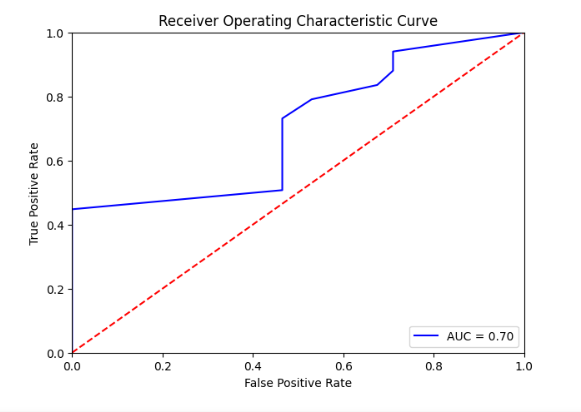 Receiver Operating Characteristic Curve
1.0
0.8
0.6
0.4
0.2
0.0
True Positive Rate
AUC = 0.70
0.0 0.2 0.4 0.6 0.8 1.0
False Positive Rate